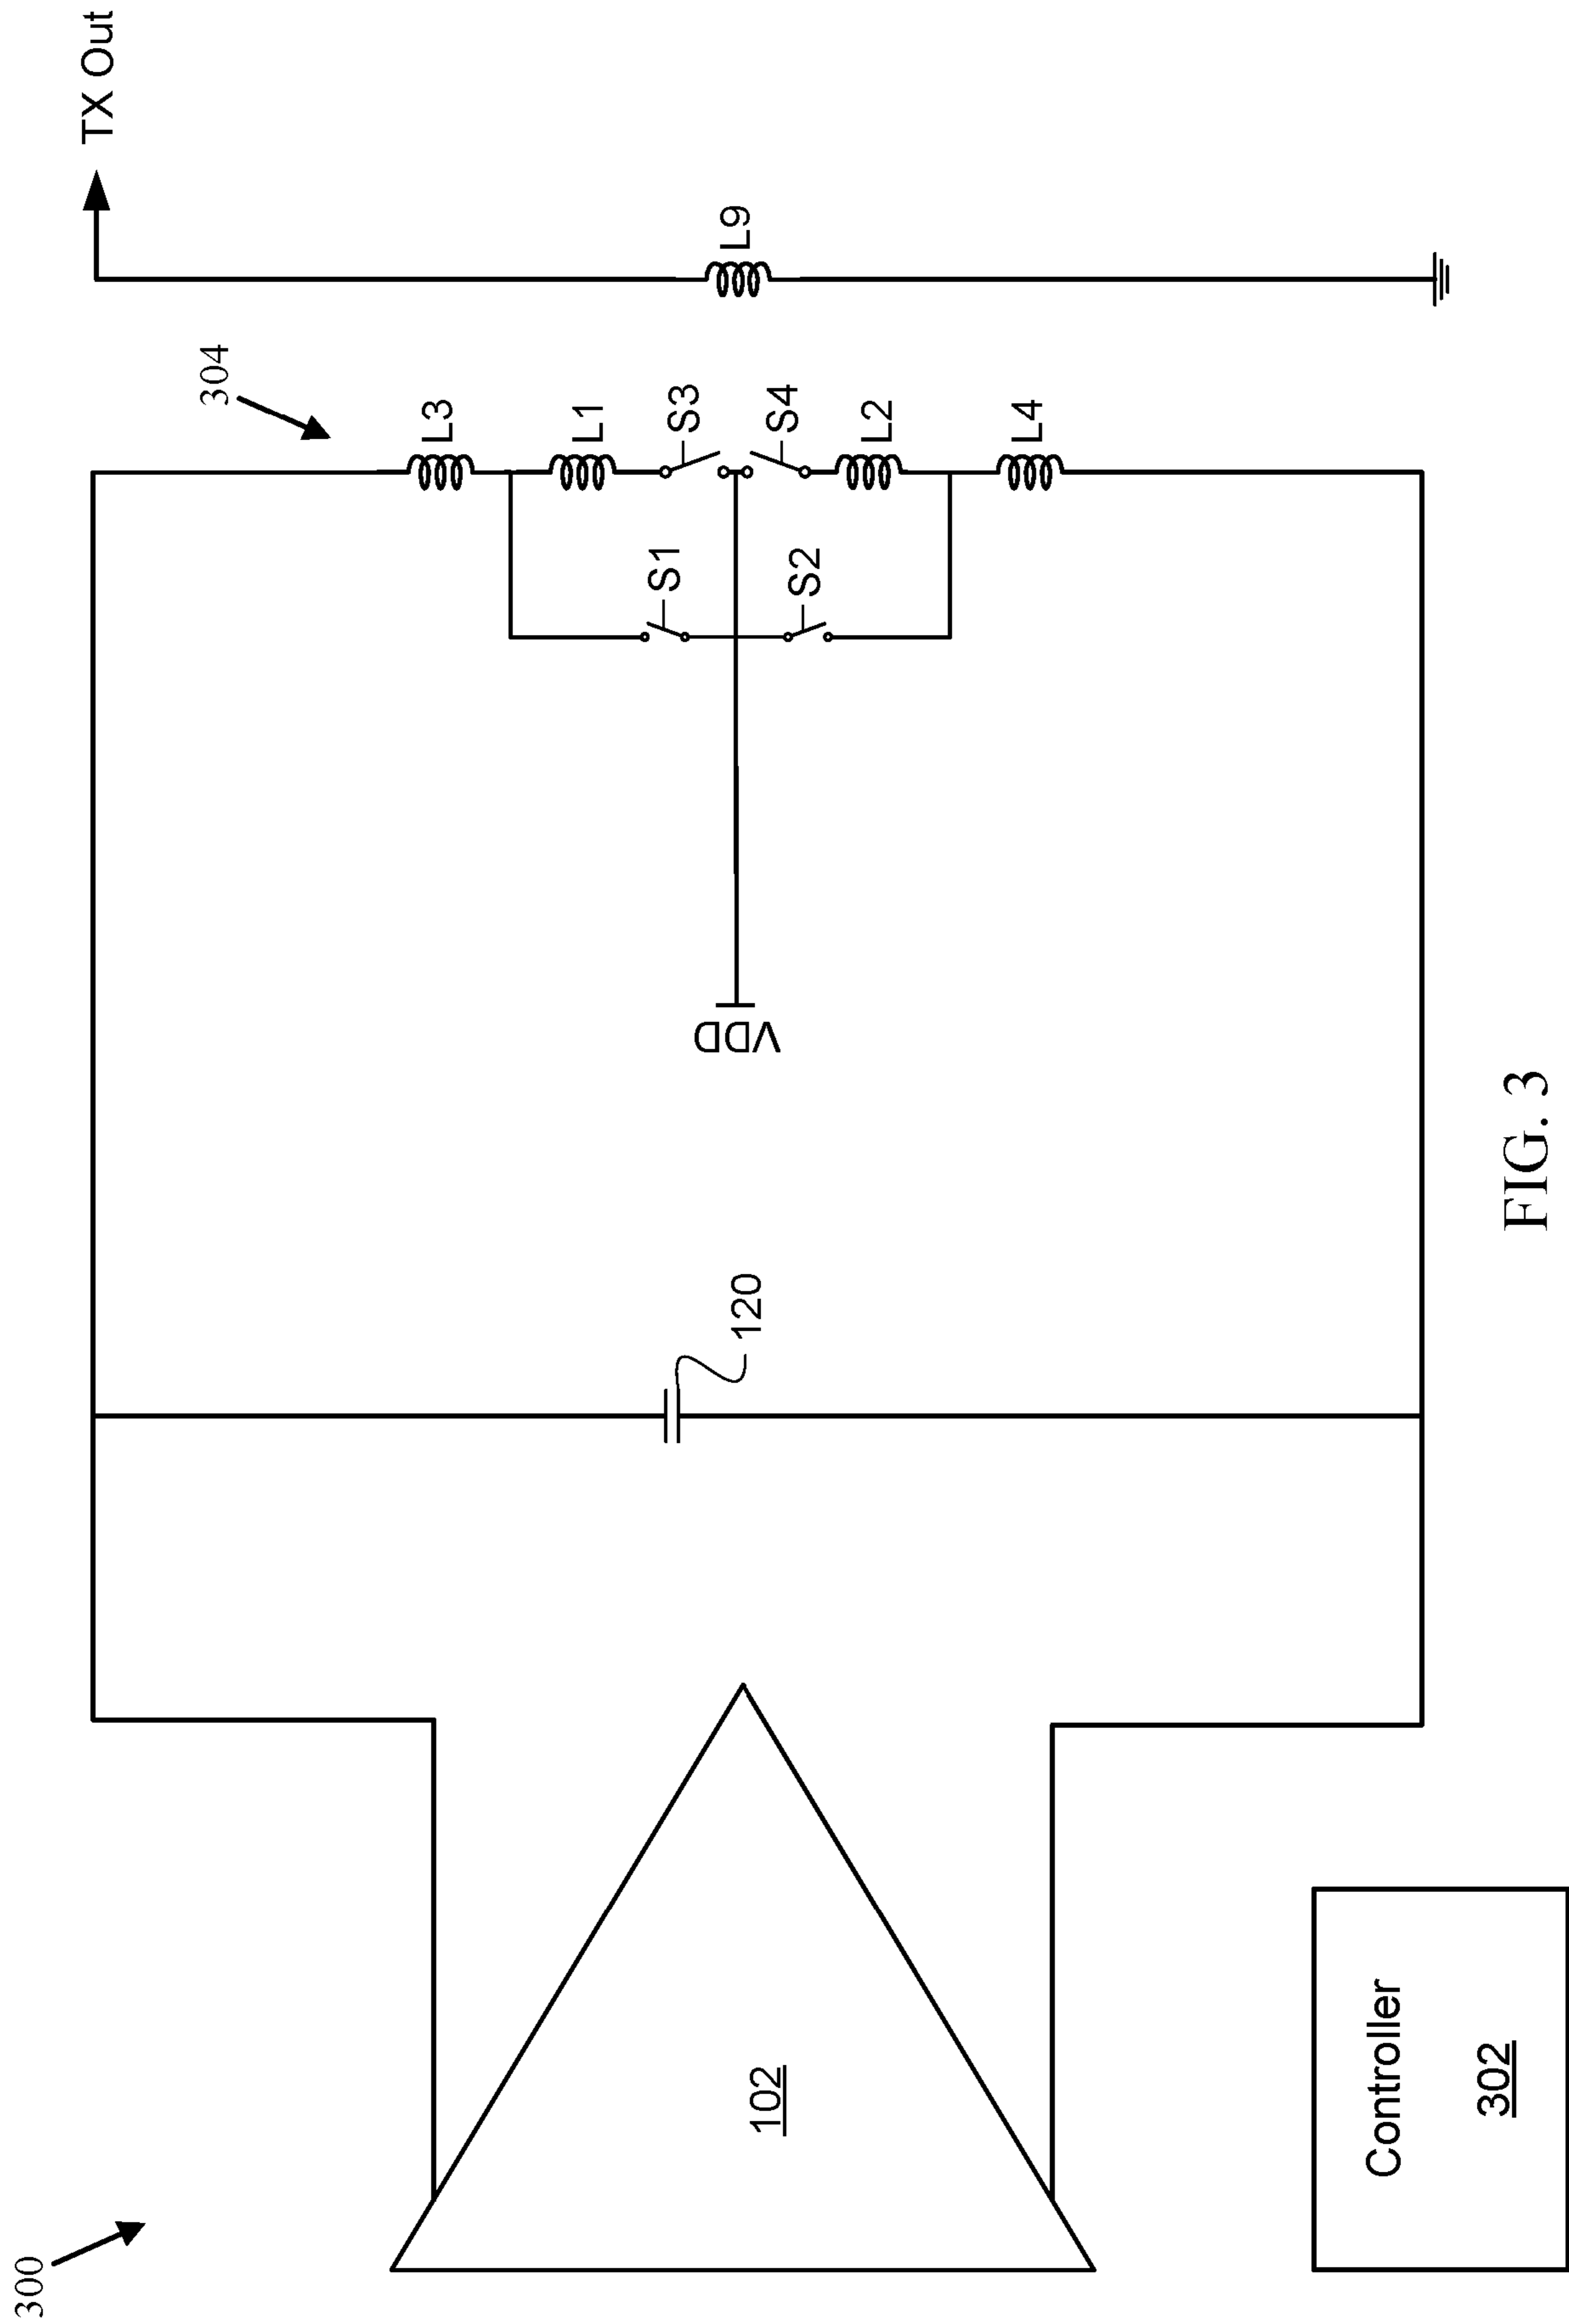 300
TX Out
304
L3
L1
S3
S4
L2
L4
L9
S1
S2
VDD
120
102
Controller
302
FIG. 3